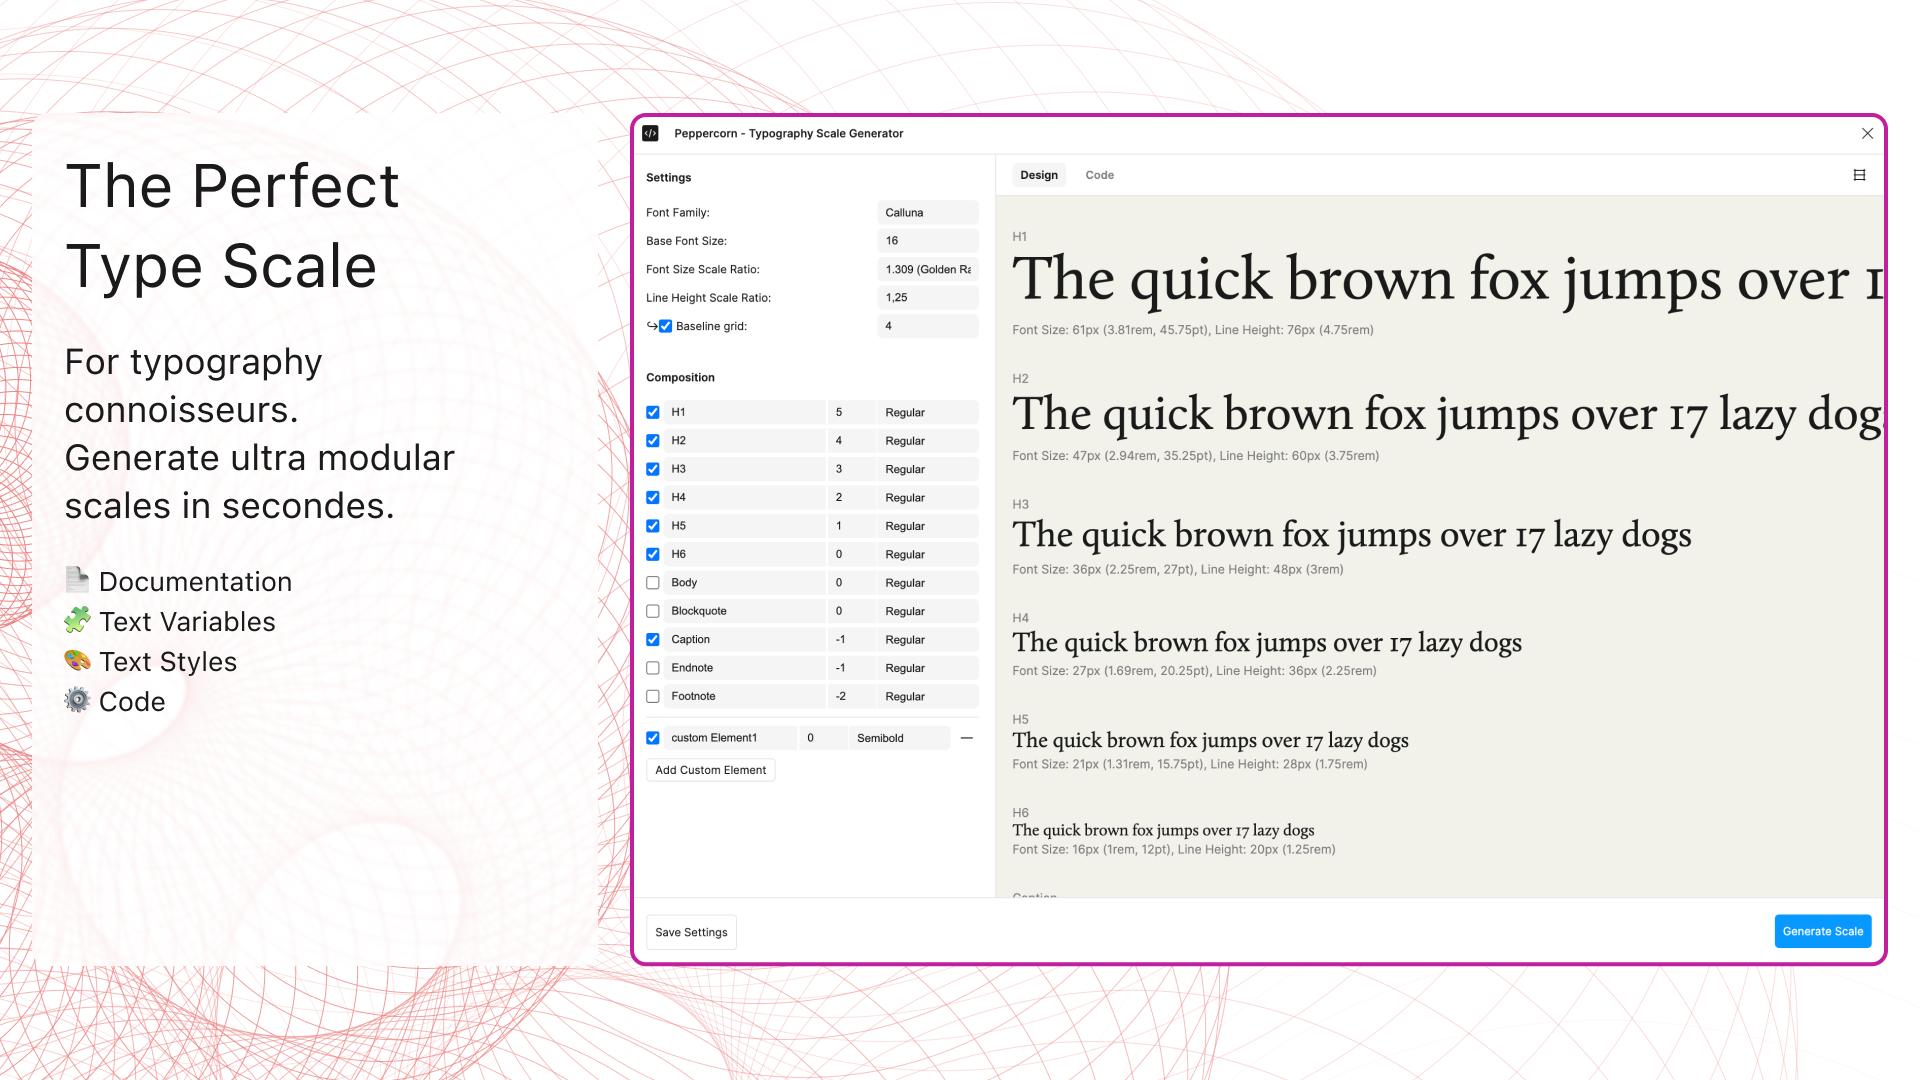 The Perfect
Type Scale
For typography
connoisseurs.
Generate ultra modular
scales in secondes.
Documentation
Text Variables
Text Styles
Code
Peppercorn - Typography Scale Generator
Settings
Font Family: Calluna
Base Font Size: 16
Font Size Scale Ratio: 1.309 (Golden Ra
Line Height Scale Ratio: 1,25
Baseline grid: 4
Composition
H1 5 Regular
H2 4 Regular
H3 3 Regular
H4 2 Regular
H5 1 Regular
H6 0 Regular
Body 0 Regular
Blockquote 0 Regular
Caption -1 Regular
Endnote -1 Regular
Footnote -2 Regular
custom Element1 0 Semibold
Add Custom Element
Save Settings
Design Code
H1
The quick brown fox jumps over 1
Font Size: 61px (3.81rem, 45.75pt), Line Height: 76px (4.75rem)
H2
The quick brown fox jumps over 17 lazy dogs
Font Size: 47px (2.94rem, 35.25pt), Line Height: 60px (3.75rem)
H3
The quick brown fox jumps over 17 lazy dogs
Font Size: 36px (2.25rem, 27pt), Line Height: 48px (3rem)
H4
The quick brown fox jumps over 17 lazy dogs
Font Size: 27px (1.69rem, 20.25pt), Line Height: 36px (2.25rem)
H5
The quick brown fox jumps over 17 lazy dogs
Font Size: 21px (1.31rem, 15.75pt), Line Height: 28px (1.75rem)
H6
The quick brown fox jumps over 17 lazy dogs
Font Size: 16px (1rem, 12pt), Line Height: 20px (1.25rem)
Caption
Generate Scale